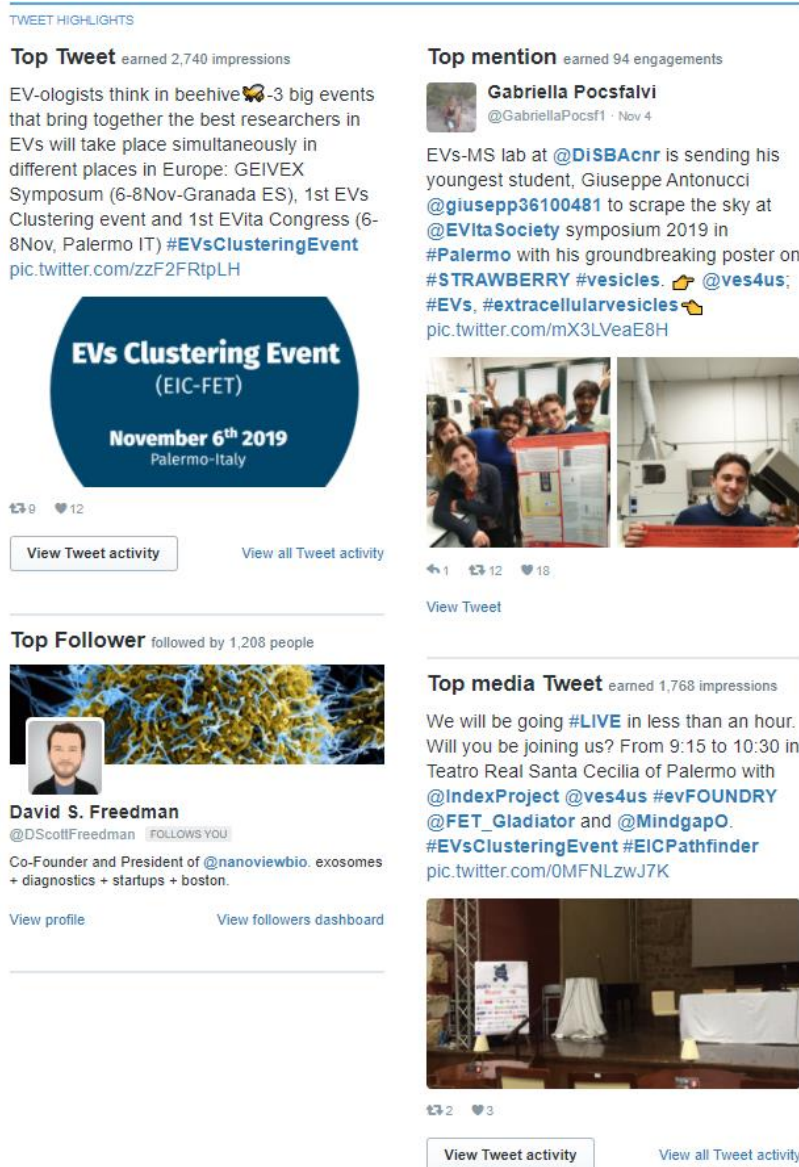 TWEET HIGHLIGHTS
Top Tweet earned 2,740 impressions
EV-ologists think in beehive🐝-3 big events
that bring together the best researchers in
EVs will take place simultaneously in
different places in Europe: GEIVEX
Symposum (6-8Nov-Granada ES), 1st EVs
Clustering event and 1st EVita Congress (6-
8Nov, Palermo IT) #EVsClusteringEvent
pic.twitter.com/zzF2FRtpLH
EVs Clustering Event
(EIC-FET)
November 6th 2019
Palermo-Italy
9 12
View Tweet activity View all Tweet activity
Top Follower followed by 1,208 people
David S. Freedman
@DScottFreedman FOLLOWS YOU
Co-Founder and President of @nanoviewbio. exosomes
+ diagnostics + startups + boston.
View profile View followers dashboard
Top mention earned 94 engagements
Gabriella Pocsfalvi
@GabriellaPocsf1 · Nov 4
EVs-MS lab at @DiSBAcnr is sending his
youngest student, Giuseppe Antonucci
@giusepp36100481 to scrape the sky at
@EVItaSociety symposium 2019 in
#Palermo with his groundbreaking poster on
#STRAWBERRY #vesicles. 👉 @ves4us;
#EVs, #extracellularvesicles👈
pic.twitter.com/mX3LVeaE8H
1 12 18
View Tweet
Top media Tweet earned 1,768 impressions
We will be going #LIVE in less than an hour.
Will you be joining us? From 9:15 to 10:30 in
Teatro Real Santa Cecilia of Palermo with
@IndexProject @ves4us #evFOUNDRY
@FET_Gladiator and @MindgapO.
#EVsClusteringEvent #EICPathfinder
pic.twitter.com/0MFNLzwJ7K
2 3
View Tweet activity View all Tweet activity